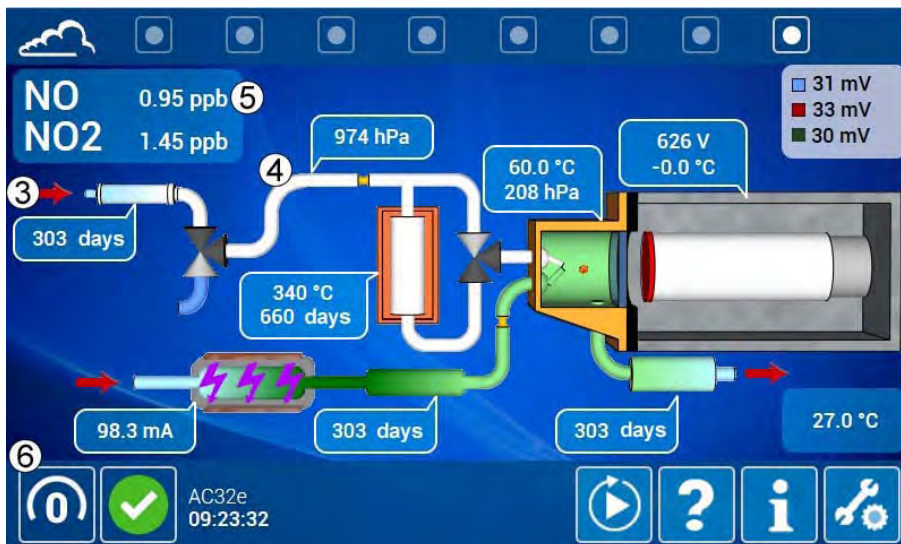 NO 0.95 ppb ⑤
NO2 1.45 ppb
31 mV
33 mV
30 mV
④
974 hPa
60.0 °C
208 hPa
626 V
-0.0 °C
③
303 days
340 °C
660 days
98.3 mA
303 days
303 days
27.0 °C
⑥
0
AC32e
09:23:32
?
i